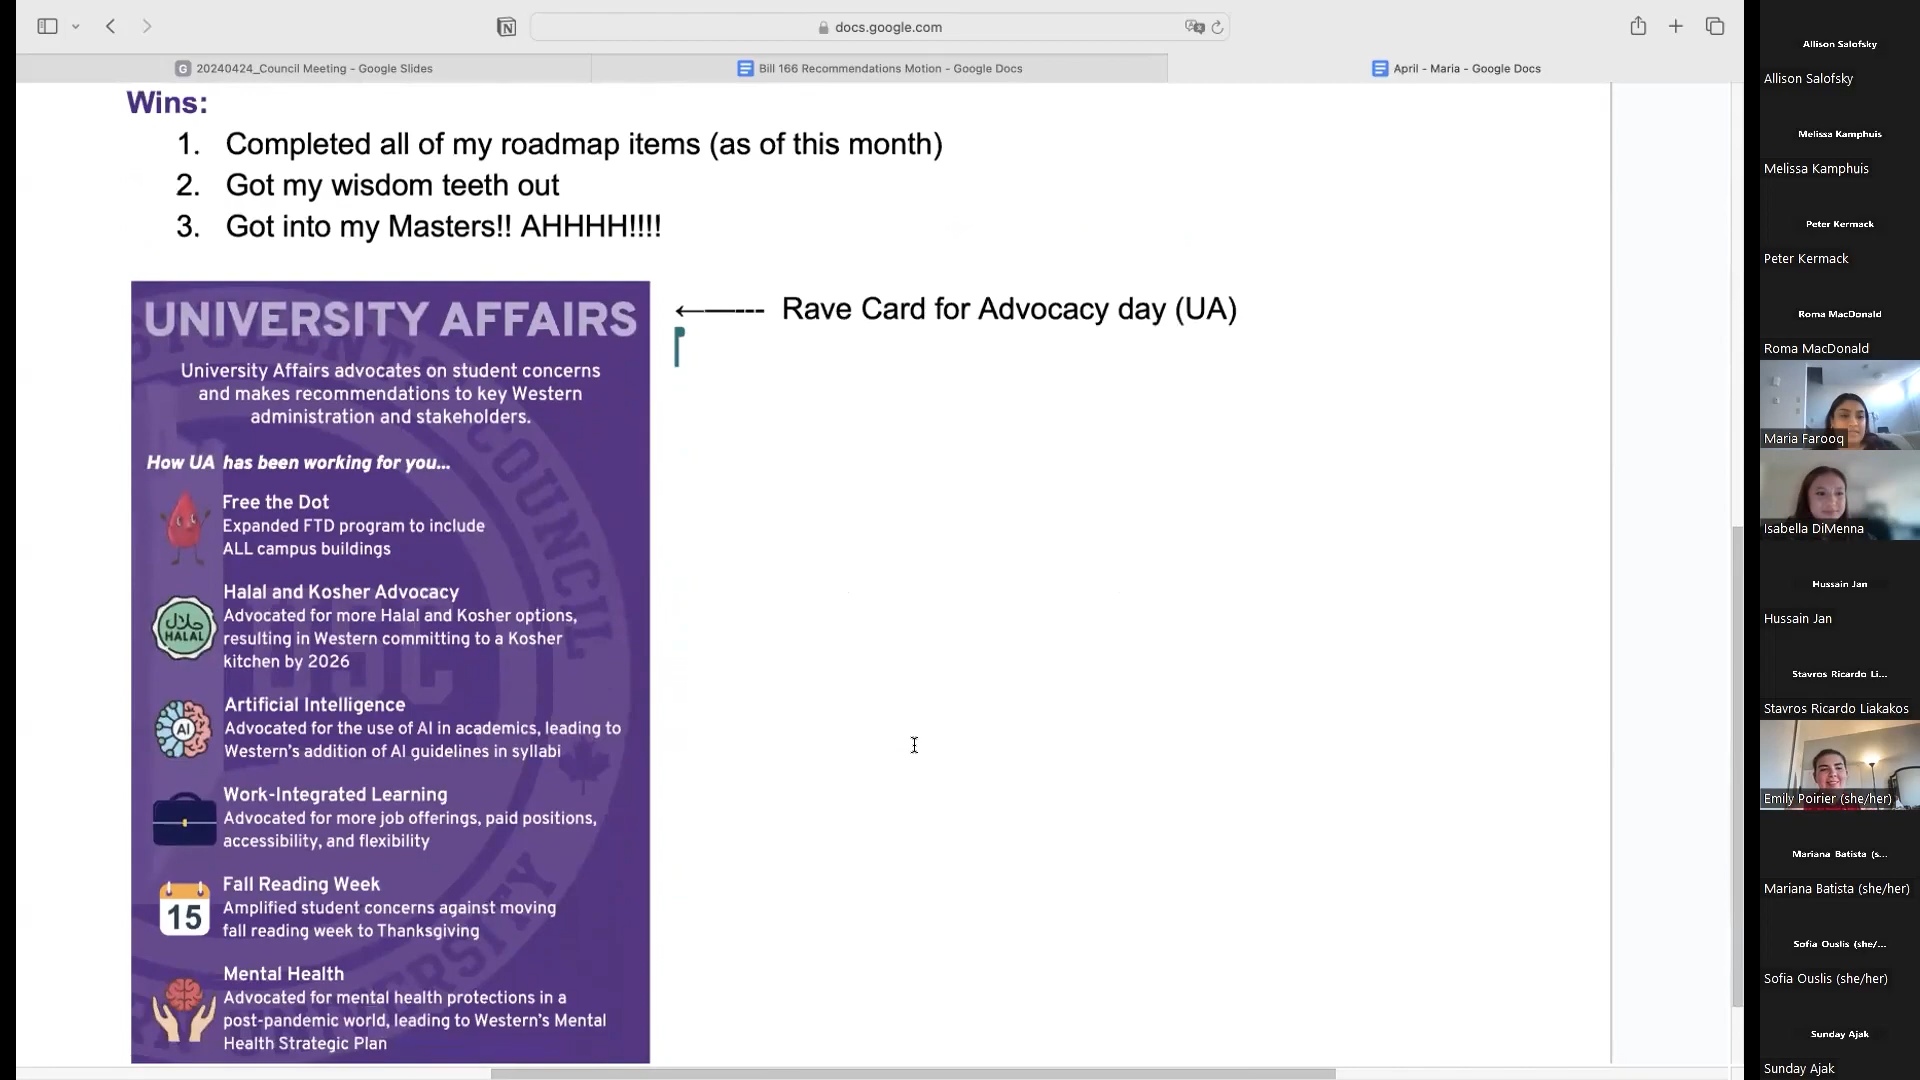 docs.google.com
20240424_Council Meeting - Google Slides
Bill 166 Recommendations Motion - Google Docs
April - Maria - Google Docs
Wins:
1. Completed all of my roadmap items (as of this month)
2. Got my wisdom teeth out
3. Got into my Masters!! AHHHH!!!!
UNIVERSITY AFFAIRS
←——--- Rave Card for Advocacy day (UA)
University Affairs advocates on student concerns
and makes recommendations to key Western
administration and stakeholders.
How UA has been working for you...
Free the Dot
Expanded FTD program to include
ALL campus buildings
حلال
HALAL
Halal and Kosher Advocacy
Advocated for more Halal and Kosher options,
resulting in Western committing to a Kosher
kitchen by 2026
AI
Artificial Intelligence
Advocated for the use of AI in academics, leading to
Western's addition of AI guidelines in syllabi
Work-Integrated Learning
Advocated for more job offerings, paid positions,
accessibility, and flexibility
15
Fall Reading Week
Amplified student concerns against moving
fall reading week to Thanksgiving
Mental Health
Advocated for mental health protections in a
post-pandemic world, leading to Western's Mental
Health Strategic Plan
STUDENTS COUNCIL
USC
UNIVERSITY
Allison Salofsky
Allison Salofsky
Melissa Kamphuis
Melissa Kamphuis
Peter Kermack
Peter Kermack
Roma MacDonald
Roma MacDonald
Maria Farooq
Isabella DiMenna
Hussain Jan
Hussain Jan
Stavros Ricardo Li...
Stavros Ricardo Liakakos
Emily Poirier (she/her)
Mariana Batista (s...
Mariana Batista (she/her)
Sofia Ouslis (she/...
Sofia Ouslis (she/her)
Sunday Ajak
Sunday Ajak